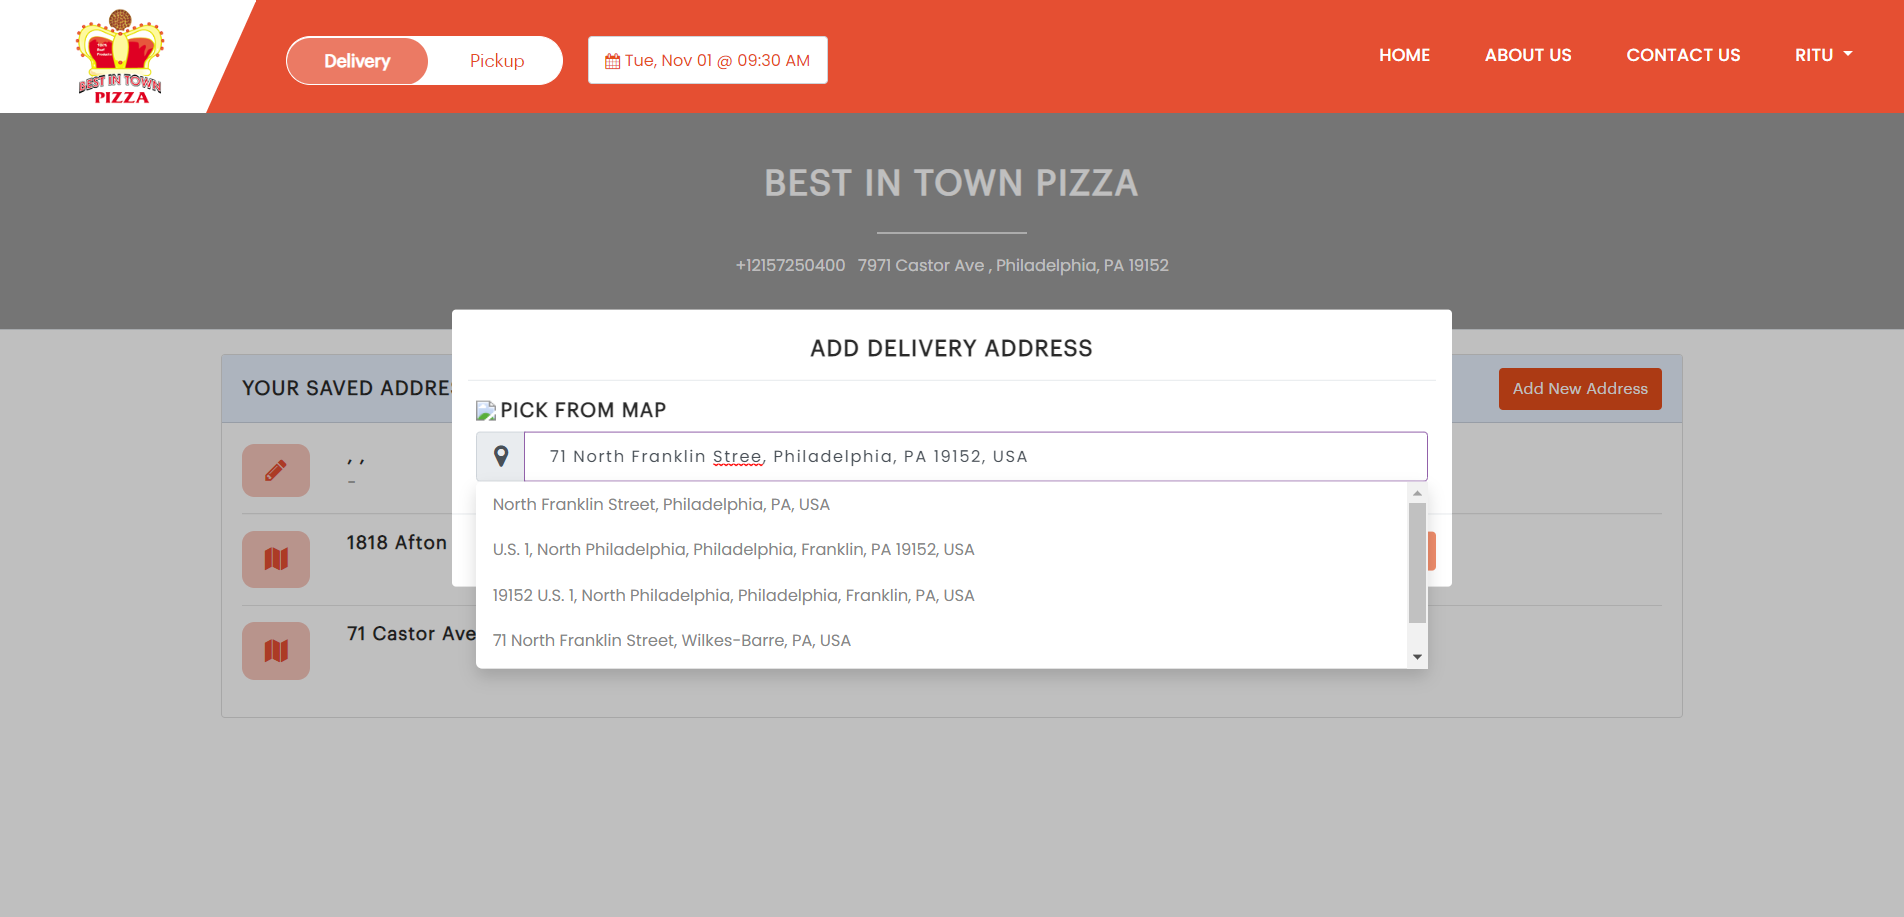 BEST IN TOWN
PIZZA
Delivery
Pickup
Tue, Nov 01 @ 09:30 AM
HOME
ABOUT US
CONTACT US
RITU
BEST IN TOWN PIZZA
+12157250400 7971 Castor Ave , Philadelphia, PA 19152
YOUR SAVED ADDRE
Add New Address
, ,
-
1818 Afton
71 Castor Ave
ADD DELIVERY ADDRESS
PICK FROM MAP
71 North Franklin Stree, Philadelphia, PA 19152, USA
North Franklin Street, Philadelphia, PA, USA
U.S. 1, North Philadelphia, Philadelphia, Franklin, PA 19152, USA
19152 U.S. 1, North Philadelphia, Philadelphia, Franklin, PA, USA
71 North Franklin Street, Wilkes-Barre, PA, USA